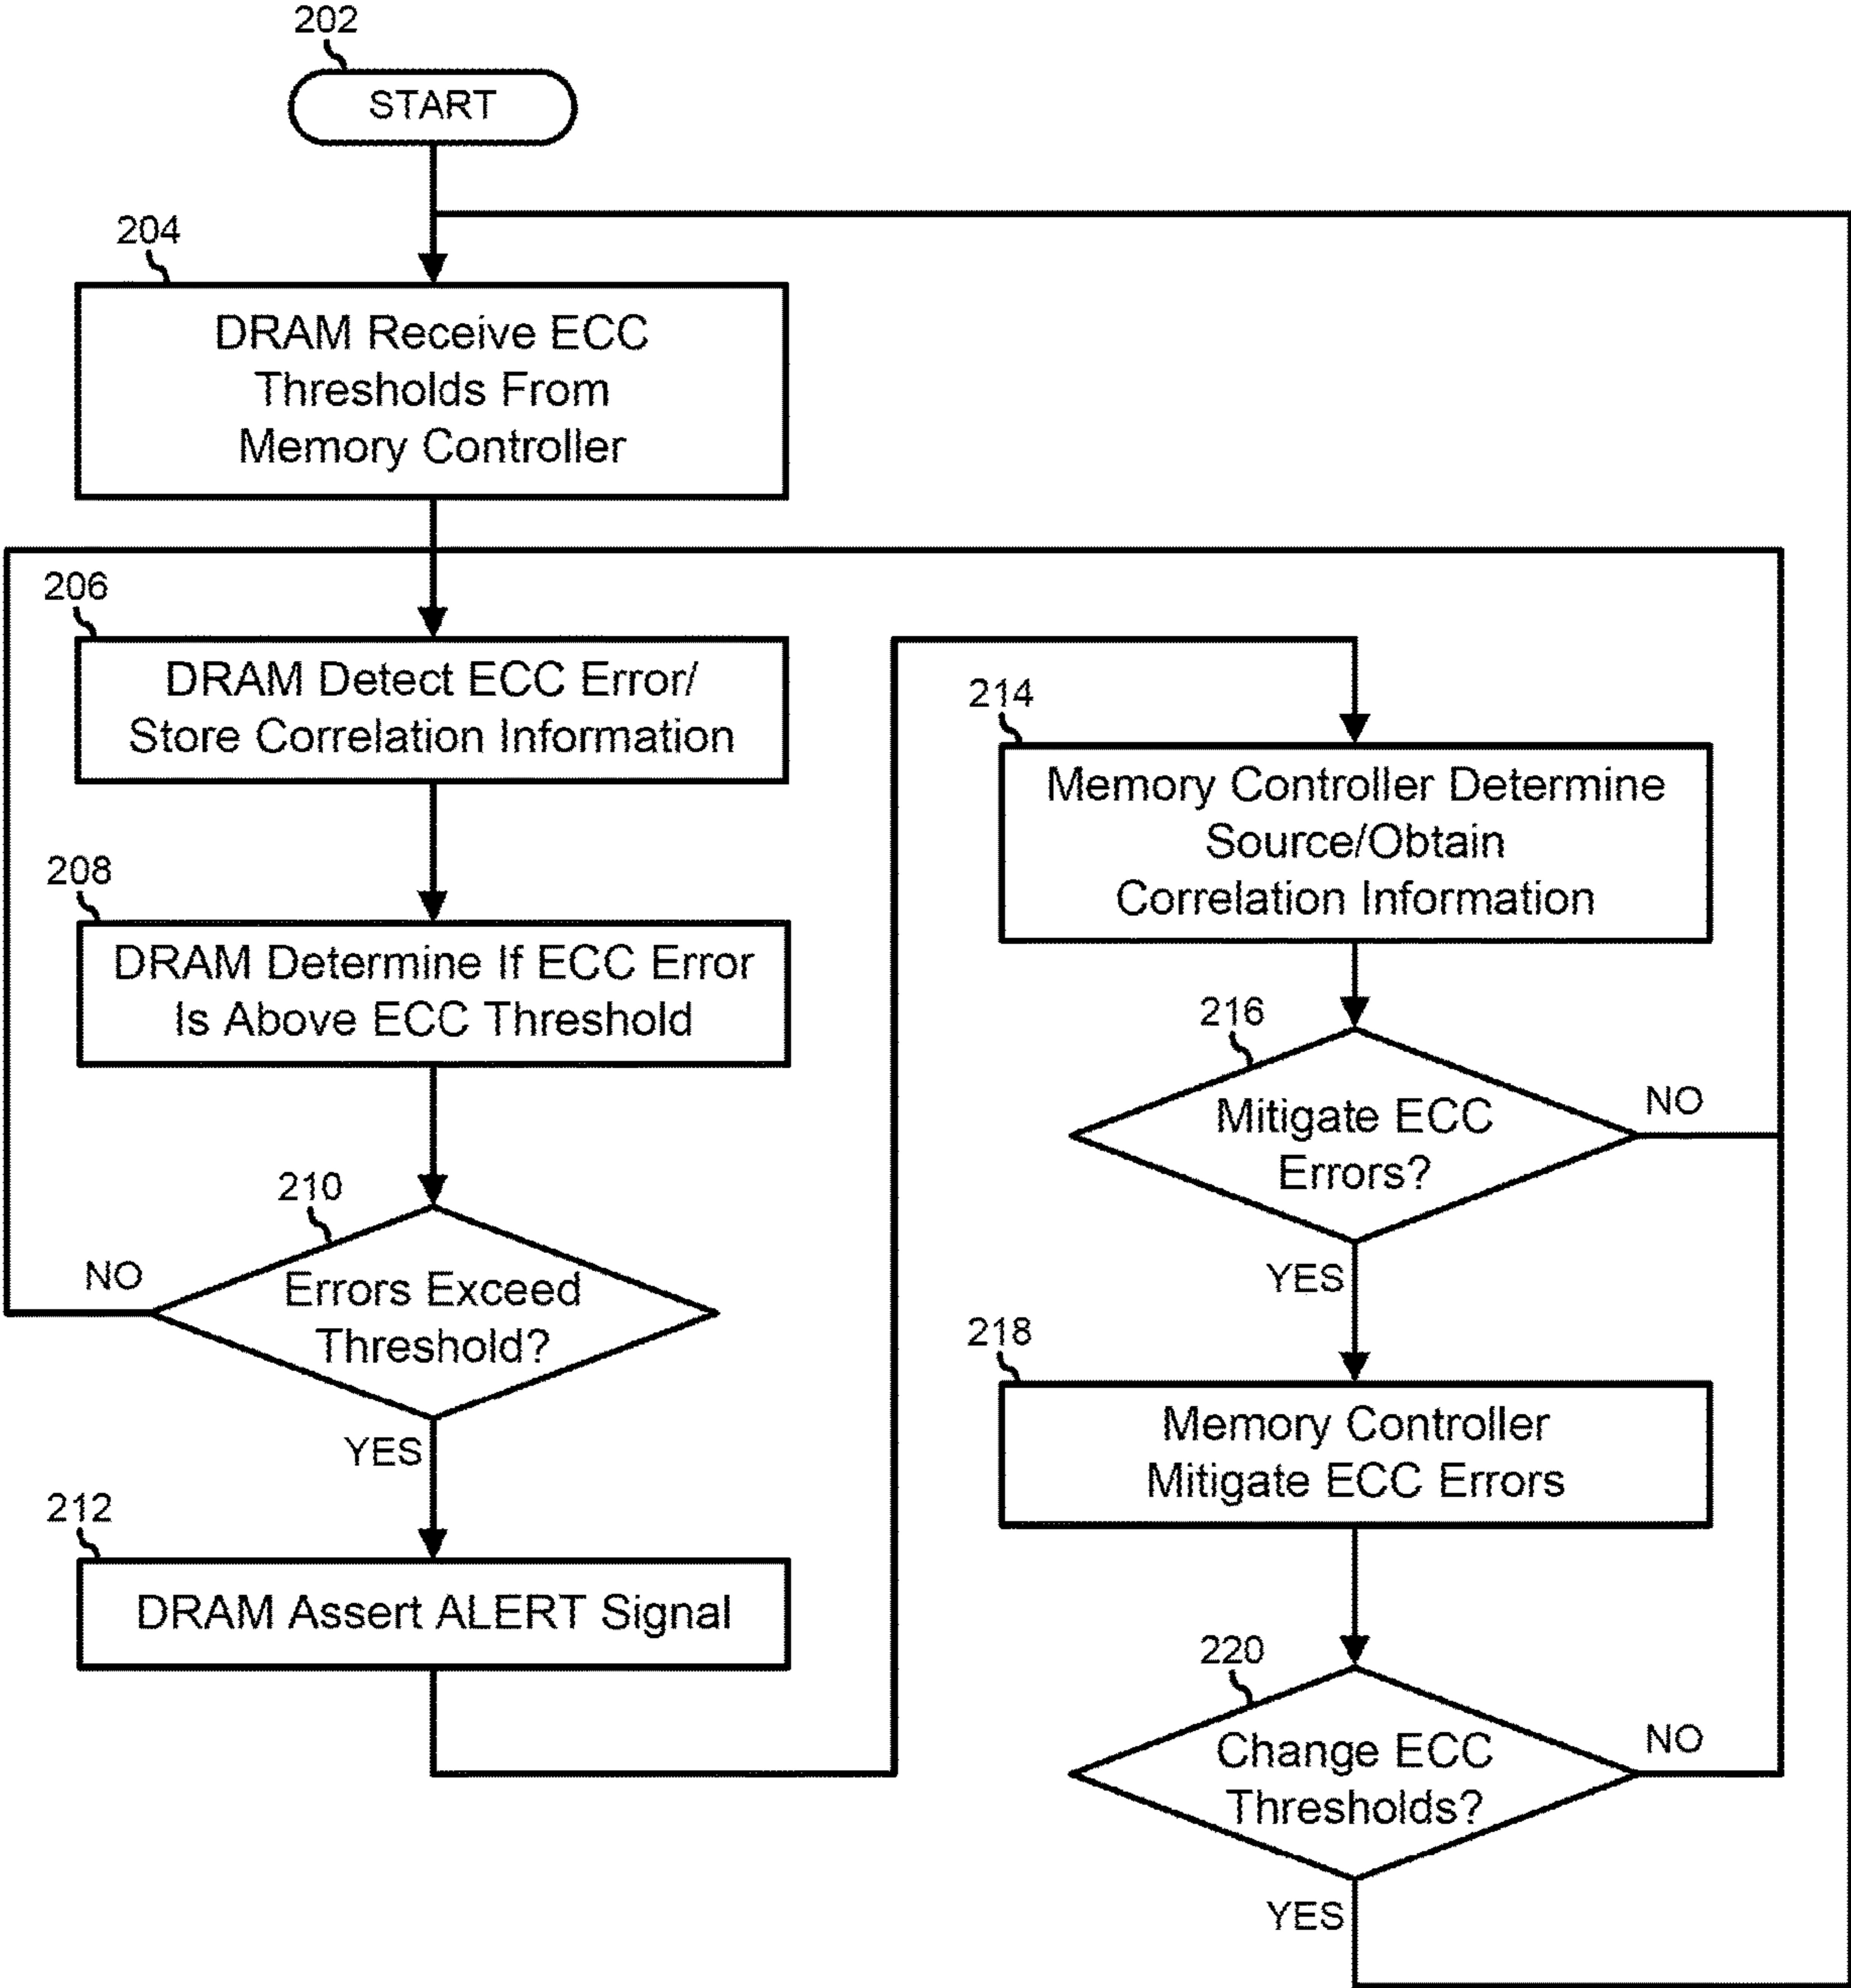 202
START
204
DRAM Receive ECC
Thresholds From
Memory Controller
206
DRAM Detect ECC Error/
Store Correlation Information
208
DRAM Determine If ECC Error
Is Above ECC Threshold
210
NO
Errors Exceed
Threshold?
YES
212
DRAM Assert ALERT Signal
214
Memory Controller Determine
Source/Obtain
Correlation Information
216
Mitigate ECC
Errors?
NO
YES
218
Memory Controller
Mitigate ECC Errors
220
Change ECC
Thresholds?
NO
YES